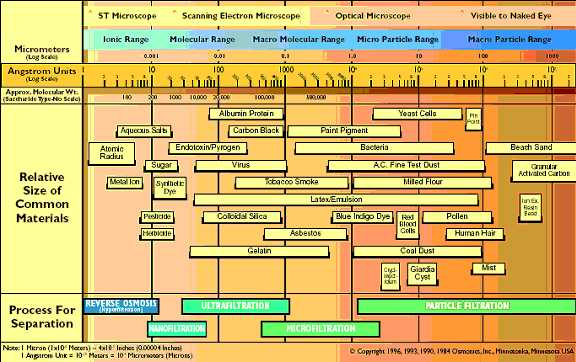 ST Microscope Scanning Electron Microscope Optical Microscope Visible to Naked Eye
Micrometers
(Log Scale)
Ionic Range Molecular Range Macro Molecular Range Micro Particle Range Macro Particle Range
0.001 0.01 0.1 1.0 10 100 1000
Angstrom Units
(Log Scale)
1 10 100 1000
Approx. Molecular Wt.
(Saccharide Type-No Scale)
100 200 1000 10,000 20,000 100,000 500,000
Relative
Size of
Common
Materials
Albumin Protein Yeast Cells Pin
Point
Aqueous Salts Carbon Black Paint Pigment
Atomic
Radius
Endotoxin/Pyrogen Bacteria Beach Sand
Sugar Virus A.C. Fine Test Dust Granular
Activated Carbon
Metal Ion Synthetic
Dye
Tobacco Smoke Milled Flour
Latex/Emulsion Ion Ex.
Resin
Bead
Pesticide Colloidal Silica Blue Indigo Dye Red
Blood
Cells
Pollen
Herbicide Asbestos Human Hair
Gelatin Coal Dust
Giardia
Cyst
Mist
Process For
Separation
REVERSE OSMOSIS
(Hyperfiltration)
ULTRAFILTRATION PARTICLE FILTRATION
NANOFILTRATION MICROFILTRATION
Note: 1 Micron (1x10⁻⁶ Meters) = 4x10⁻⁵ Inches (0.00004 Inches)
1 Angstrom Unit = 10⁻¹⁰ Meters = 10⁻⁴ Micrometers (Microns)
© Copyright 1996, 1993, 1990, 1984 Osmonics, Inc., Minnetonka, Minnesota USA